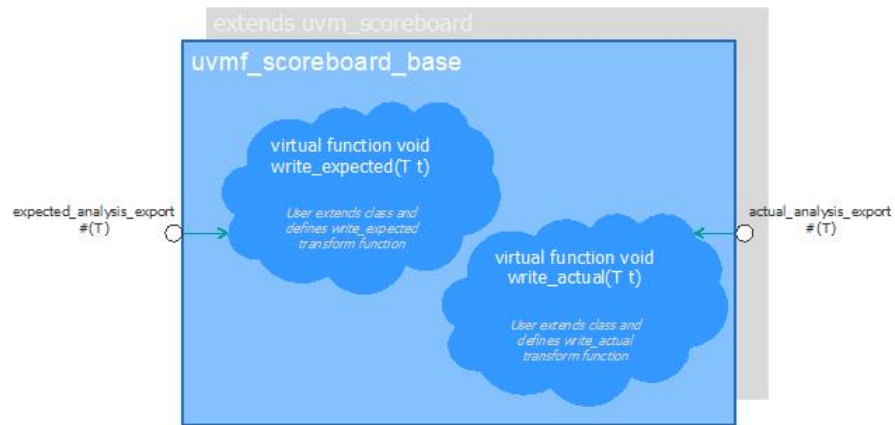 extends uvm_scoreboard
uvmf_scoreboard_base
virtual function void
write_expected(T t)
User extends class and
defines write_expected
transform function
expected_analysis_export
#(T)
actual_analysis_export
#(T)
virtual function void
write_actual(T t)
User extends class and
defines write_actual
transform function